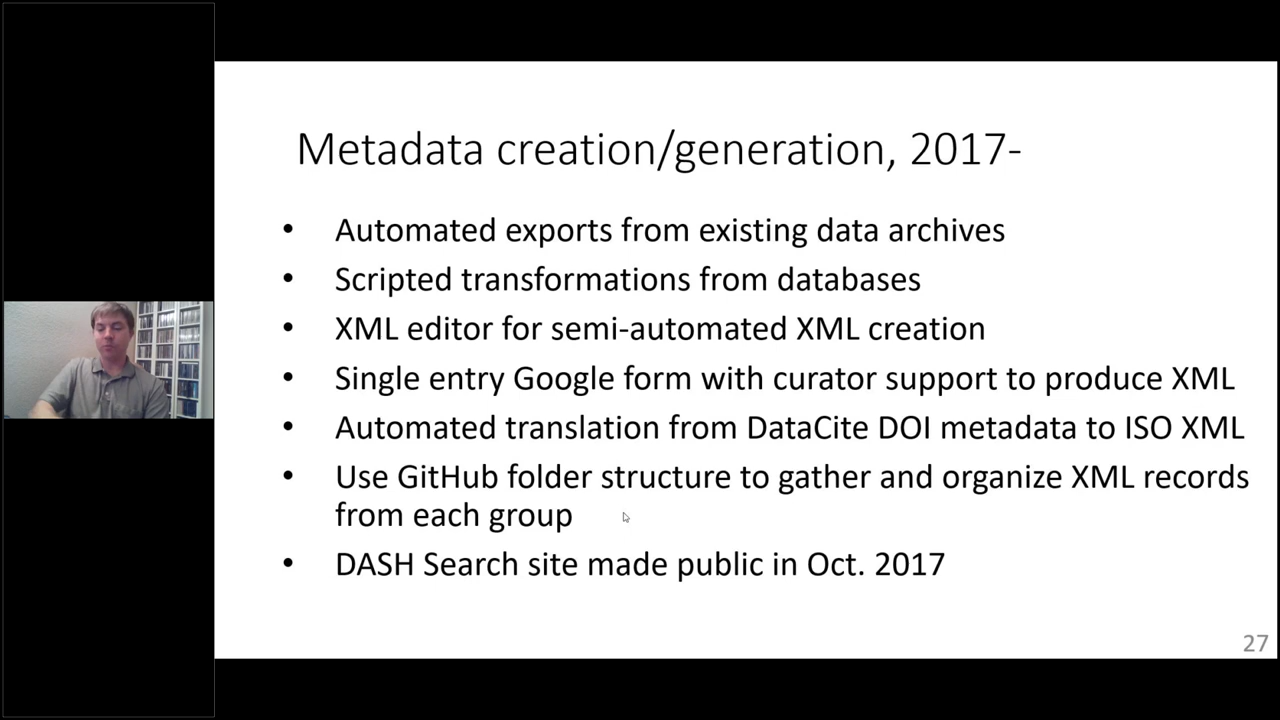 Metadata creation/generation, 2017-
• Automated exports from existing data archives
• Scripted transformations from databases
• XML editor for semi-automated XML creation
• Single entry Google form with curator support to produce XML
• Automated translation from DataCite DOI metadata to ISO XML
• Use GitHub folder structure to gather and organize XML records
from each group
• DASH Search site made public in Oct. 2017
27